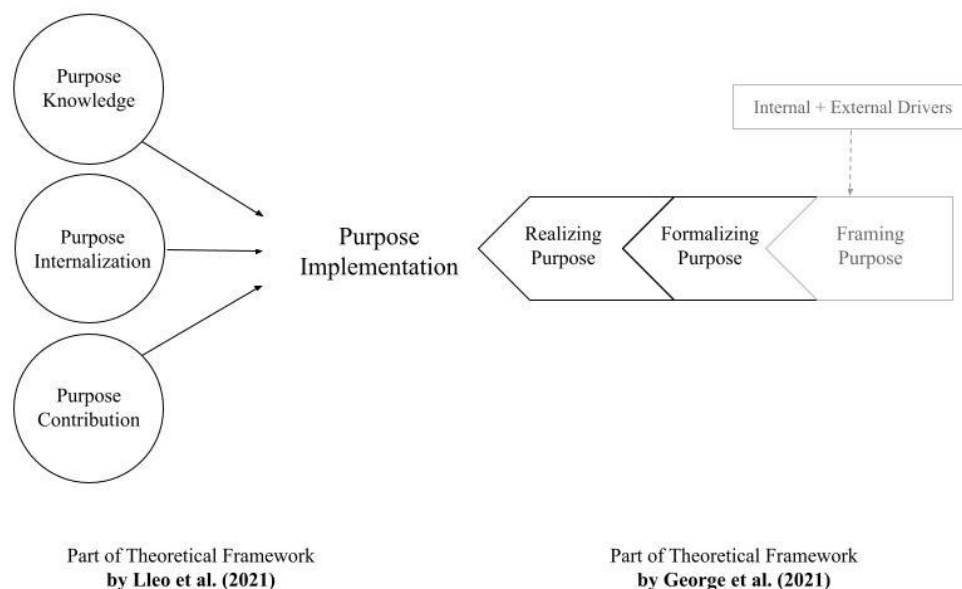 Purpose
Knowledge
Purpose
Internalization
Purpose
Contribution
Purpose
Implementation
Internal + External Drivers
Realizing
Purpose
Formalizing
Purpose
Framing
Purpose
Part of Theoretical Framework
by Lleo et al. (2021)
Part of Theoretical Framework
by George et al. (2021)